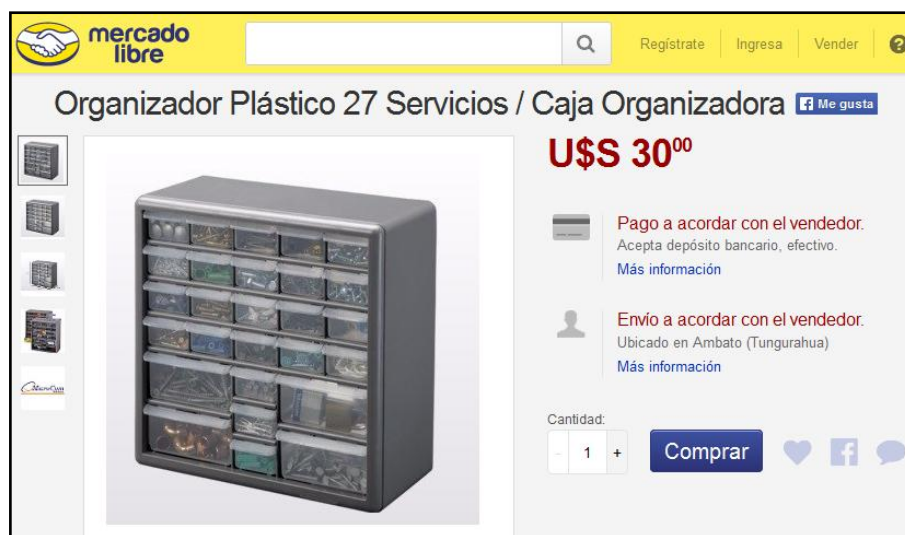 mercado
libre
Regístrate
Ingresa
Vender
?
Organizador Plástico 27 Servicios / Caja Organizadora
Me gusta
U$S 30⁰⁰
Pago a acordar con el vendedor.
Acepta depósito bancario, efectivo.
Más información
Envío a acordar con el vendedor.
Ubicado en Ambato (Tungurahua)
Más información
Cantidad:
- 1 +
Comprar